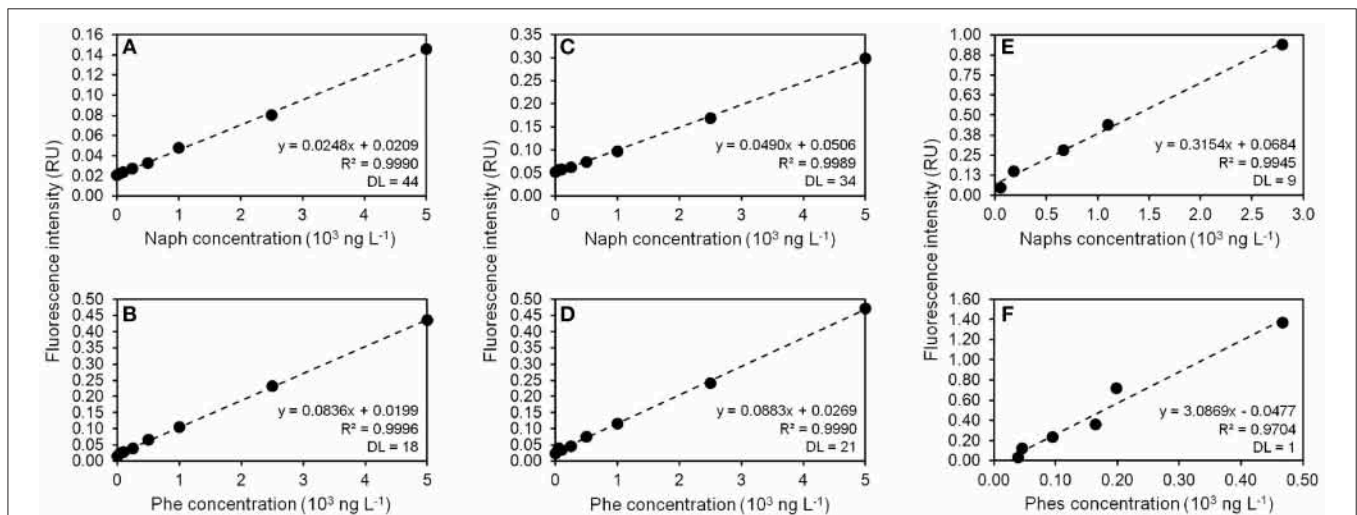 Fluorescence intensity (RU)
A
0.16
0.14
0.12
0.10
0.08
0.06
0.04
0.02
0.00
y = 0.0248x + 0.0209
R² = 0.9990
DL = 44
0 1 2 3 4 5
Naph concentration (10³ ng L⁻¹)
C
0.35
0.30
0.25
0.20
0.15
0.10
0.05
0.00
y = 0.0490x + 0.0506
R² = 0.9989
DL = 34
0 1 2 3 4 5
Naph concentration (10³ ng L⁻¹)
Fluorescence intensity (RU)
E
1.00
0.88
0.75
0.63
0.50
0.38
0.25
0.13
0.00
y = 0.3154x + 0.0684
R² = 0.9945
DL = 9
0.0 0.5 1.0 1.5 2.0 2.5 3.0
Naphs concentration (10³ ng L⁻¹)
Fluorescence intensity (RU)
B
0.50
0.45
0.40
0.35
0.30
0.25
0.20
0.15
0.10
0.05
0.00
y = 0.0836x + 0.0199
R² = 0.9996
DL = 18
0 1 2 3 4 5
Phe concentration (10³ ng L⁻¹)
D
0.50
0.45
0.40
0.35
0.30
0.25
0.20
0.15
0.10
0.05
0.00
y = 0.0883x + 0.0269
R² = 0.9990
DL = 21
0 1 2 3 4 5
Phe concentration (10³ ng L⁻¹)
F
1.60
1.40
1.20
1.00
0.80
0.60
0.40
0.20
0.00
y = 3.0869x - 0.0477
R² = 0.9704
DL = 1
0.00 0.10 0.20 0.30 0.40 0.50
Phes concentration (10³ ng L⁻¹)